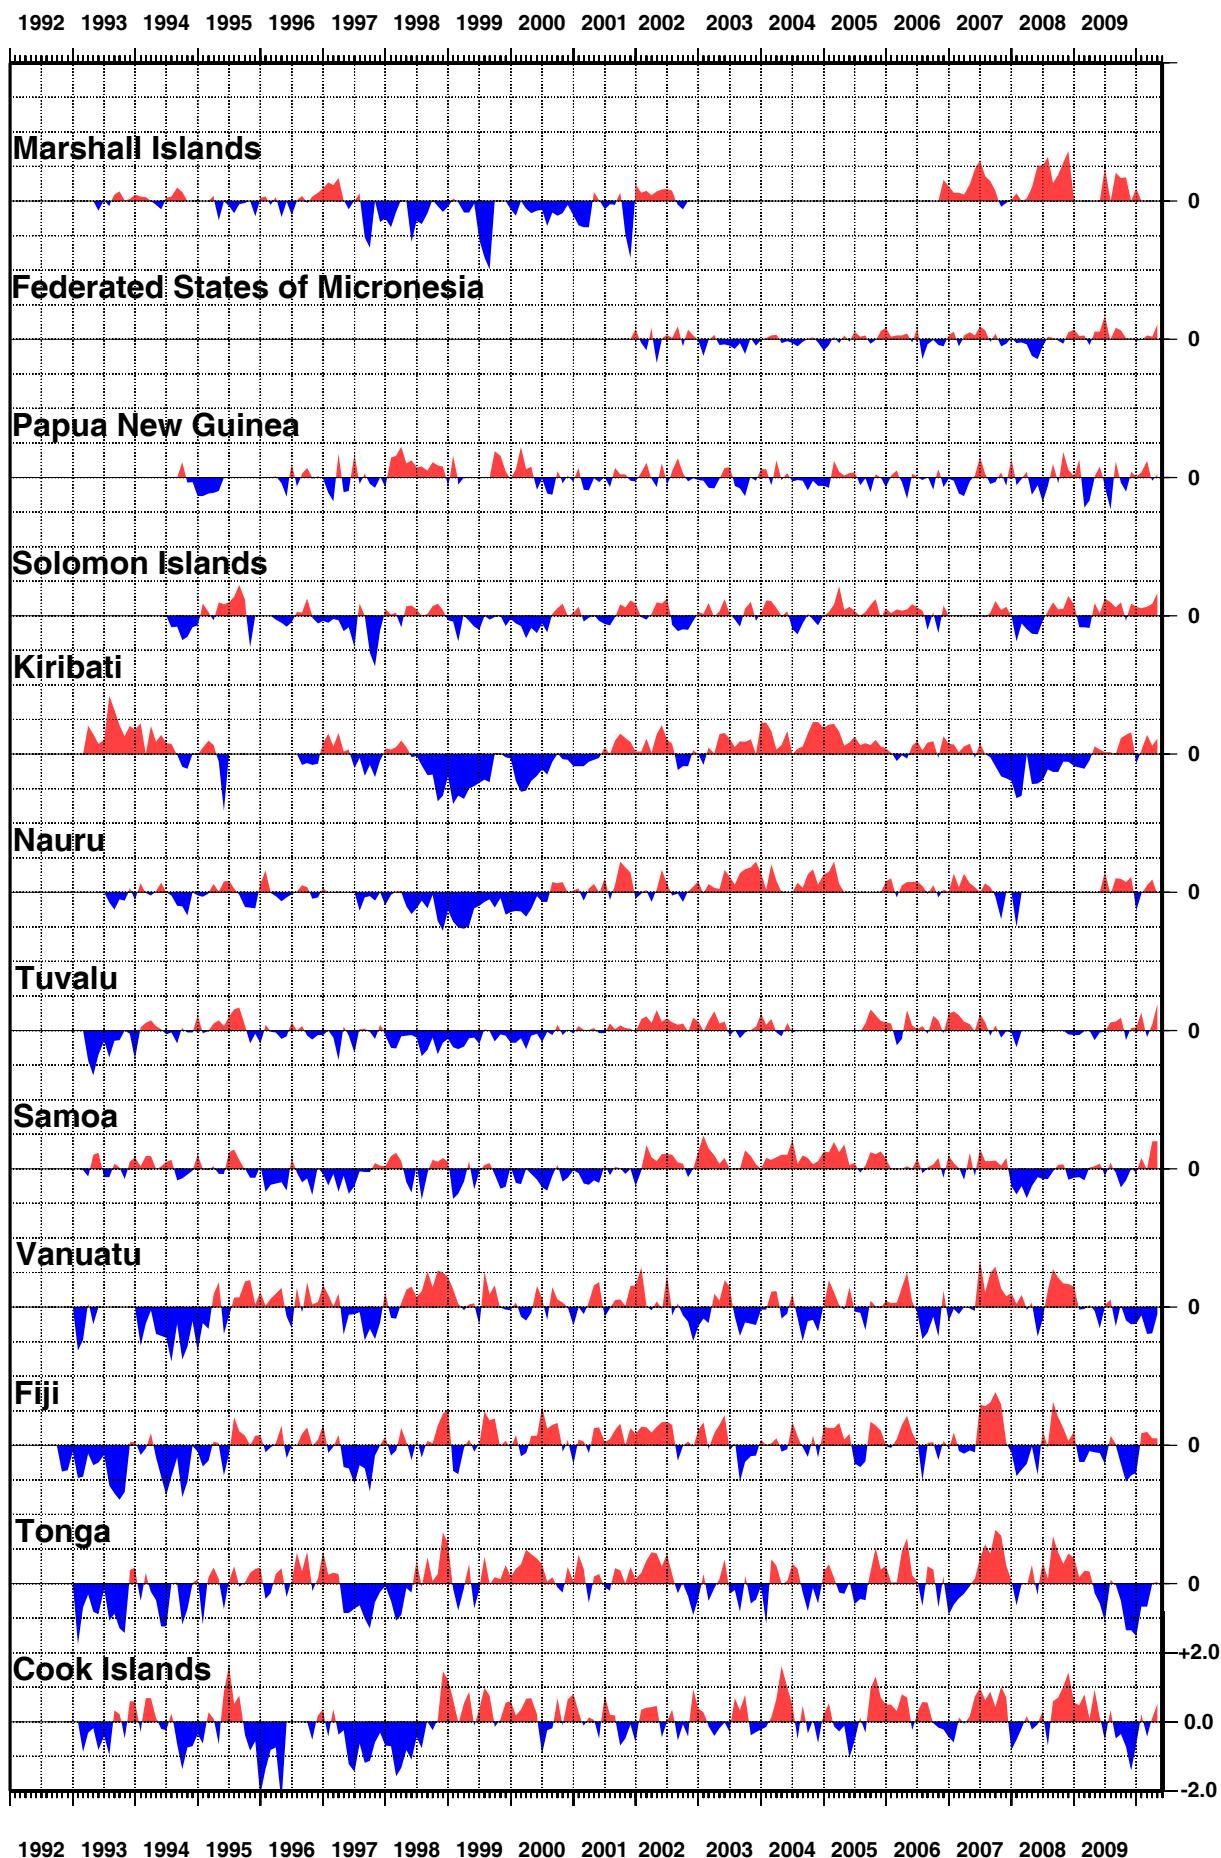 1992 1993 1994 1995 1996 1997 1998 1999 2000 2001 2002 2003 2004 2005 2006 2007 2008 2009
Marshall Islands
0
Federated States of Micronesia
0
Papua New Guinea
0
Solomon Islands
0
Kiribati
0
Nauru
0
Tuvalu
0
Samoa
0
Vanuatu
0
Fiji
0
Tonga
0
+2.0
Cook Islands
0.0
-2.0
1992 1993 1994 1995 1996 1997 1998 1999 2000 2001 2002 2003 2004 2005 2006 2007 2008 2009